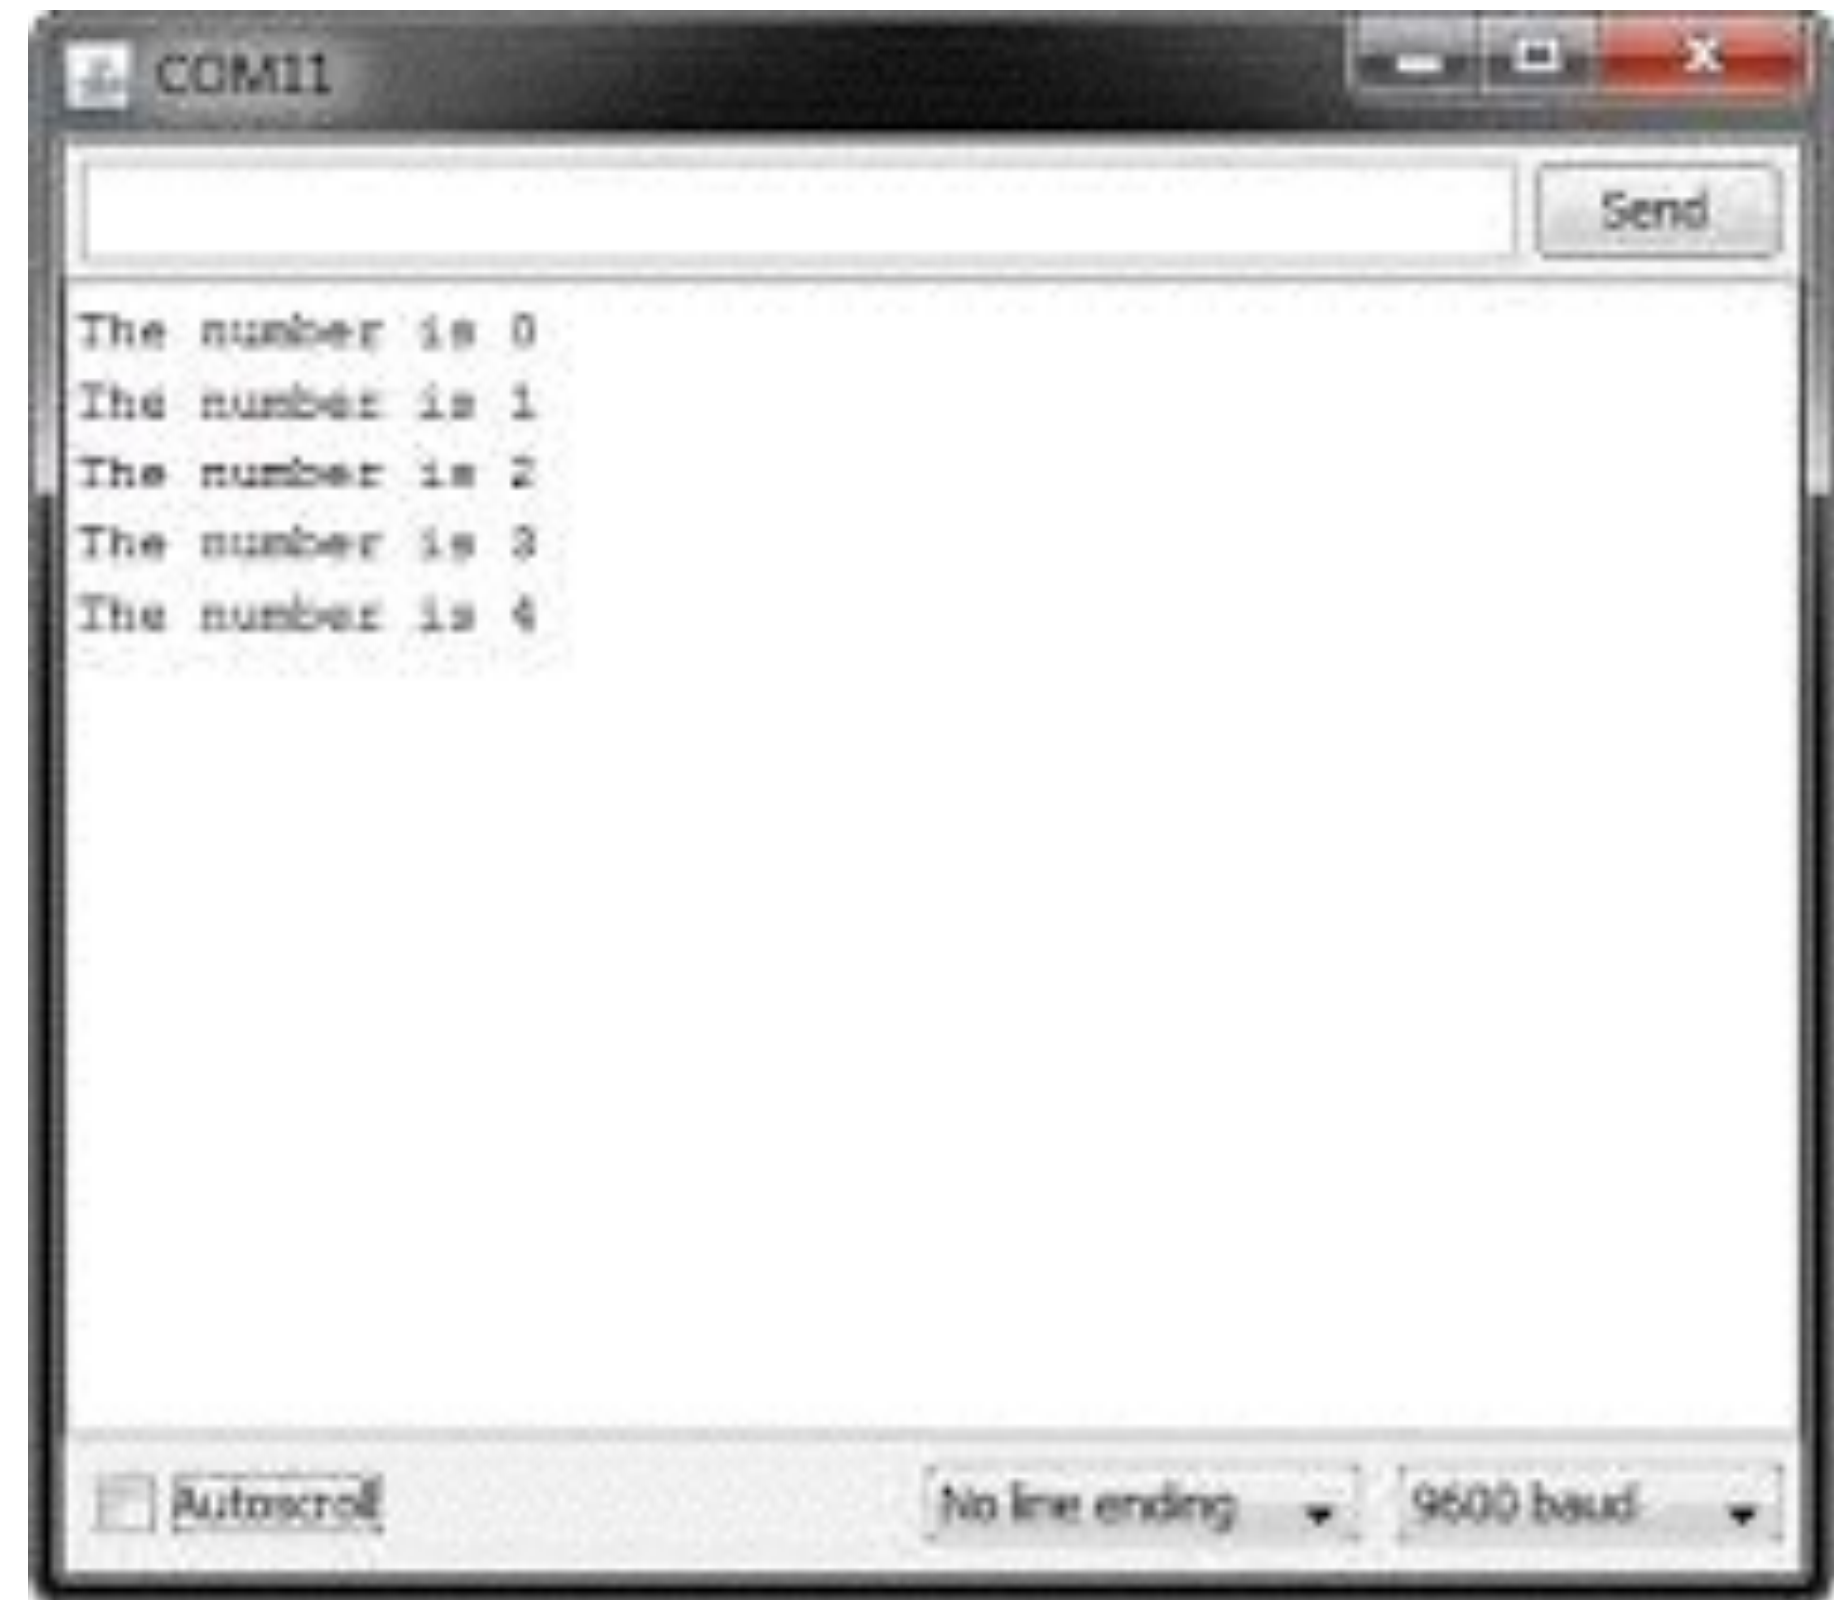 COM11
Send
The number is 0
The number is 1
The number is 2
The number is 3
The number is 4
Autoscroll
No line ending
9600 baud